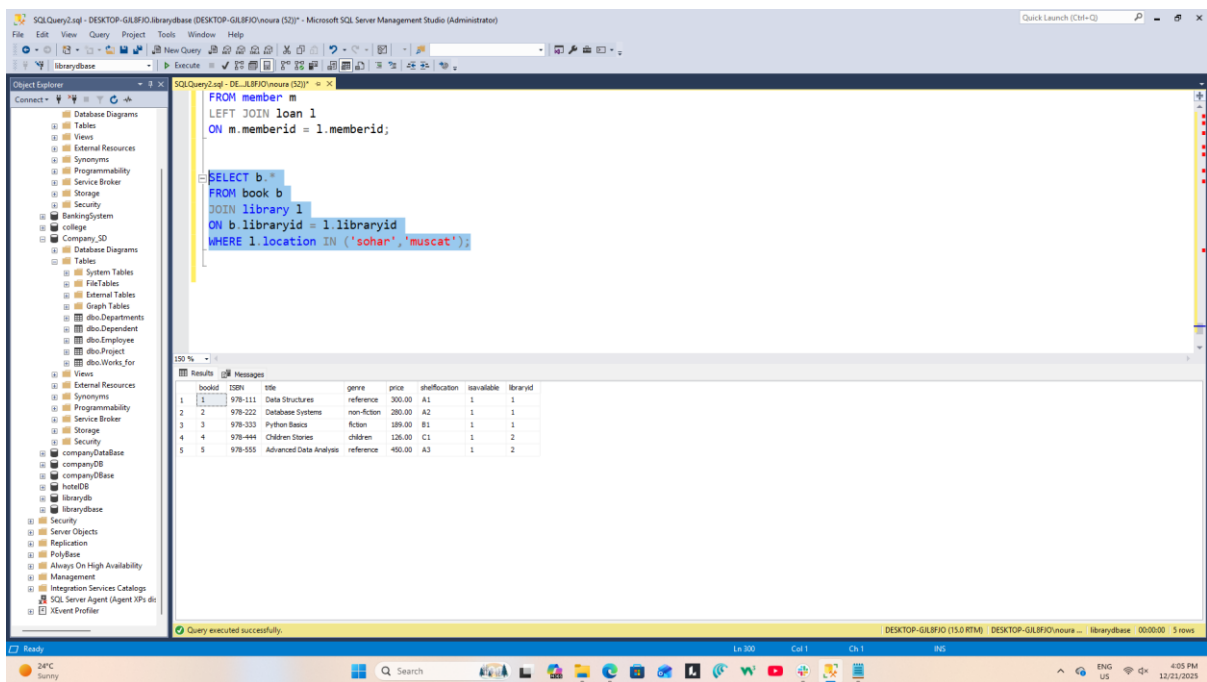 SQLQuery2.sql - DESKTOP-GJL8FJO.librarydbase (DESKTOP-GJL8FJO\noura (52))* - Microsoft SQL Server Management Studio (Administrator)
Quick Launch (Ctrl+Q)
File Edit View Query Project Tools Window Help
New Query
librarydbase
Execute
Object Explorer
SQLQuery2.sql - DE...JL8FJO\noura (52))*
Connect
Database Diagrams
Tables
Views
External Resources
Synonyms
Programmability
Service Broker
Storage
Security
BankingSystem
college
Company_SD
Database Diagrams
Tables
System Tables
FileTables
External Tables
Graph Tables
dbo.Departments
dbo.Dependent
dbo.Employee
dbo.Project
dbo.Works_for
Views
External Resources
Synonyms
Programmability
Service Broker
Storage
Security
companyDataBase
companyDB
companyDBase
hotelDB
librarydb
librarydbase
Security
Server Objects
Replication
PolyBase
Always On High Availability
Management
Integration Services Catalogs
SQL Server Agent (Agent XPs dis
XEvent Profiler
FROM member m
LEFT JOIN loan l
ON m.memberid = l.memberid;
SELECT b.*
FROM book b
JOIN library l
ON b.libraryid = l.libraryid
WHERE l.location IN ('sohar','muscat');
150 %
Results Messages
bookid ISBN title genre price shelflocation isavailable libraryid
1 1 978-111 Data Structures reference 300.00 A1 1 1
2 2 978-222 Database Systems non-fiction 280.00 A2 1 1
3 3 978-333 Python Basics fiction 189.00 B1 1 1
4 4 978-444 Children Stories children 126.00 C1 1 2
5 5 978-555 Advanced Data Analysis reference 450.00 A3 1 2
Query executed successfully.
DESKTOP-GJL8FJO (15.0 RTM) DESKTOP-GJL8FJO\noura ... librarydbase 00:00:00 5 rows
Ready
Ln 300 Col 1 Ch 1 INS
24°C
Sunny
Search
ENG
US
4:05 PM
12/21/2025